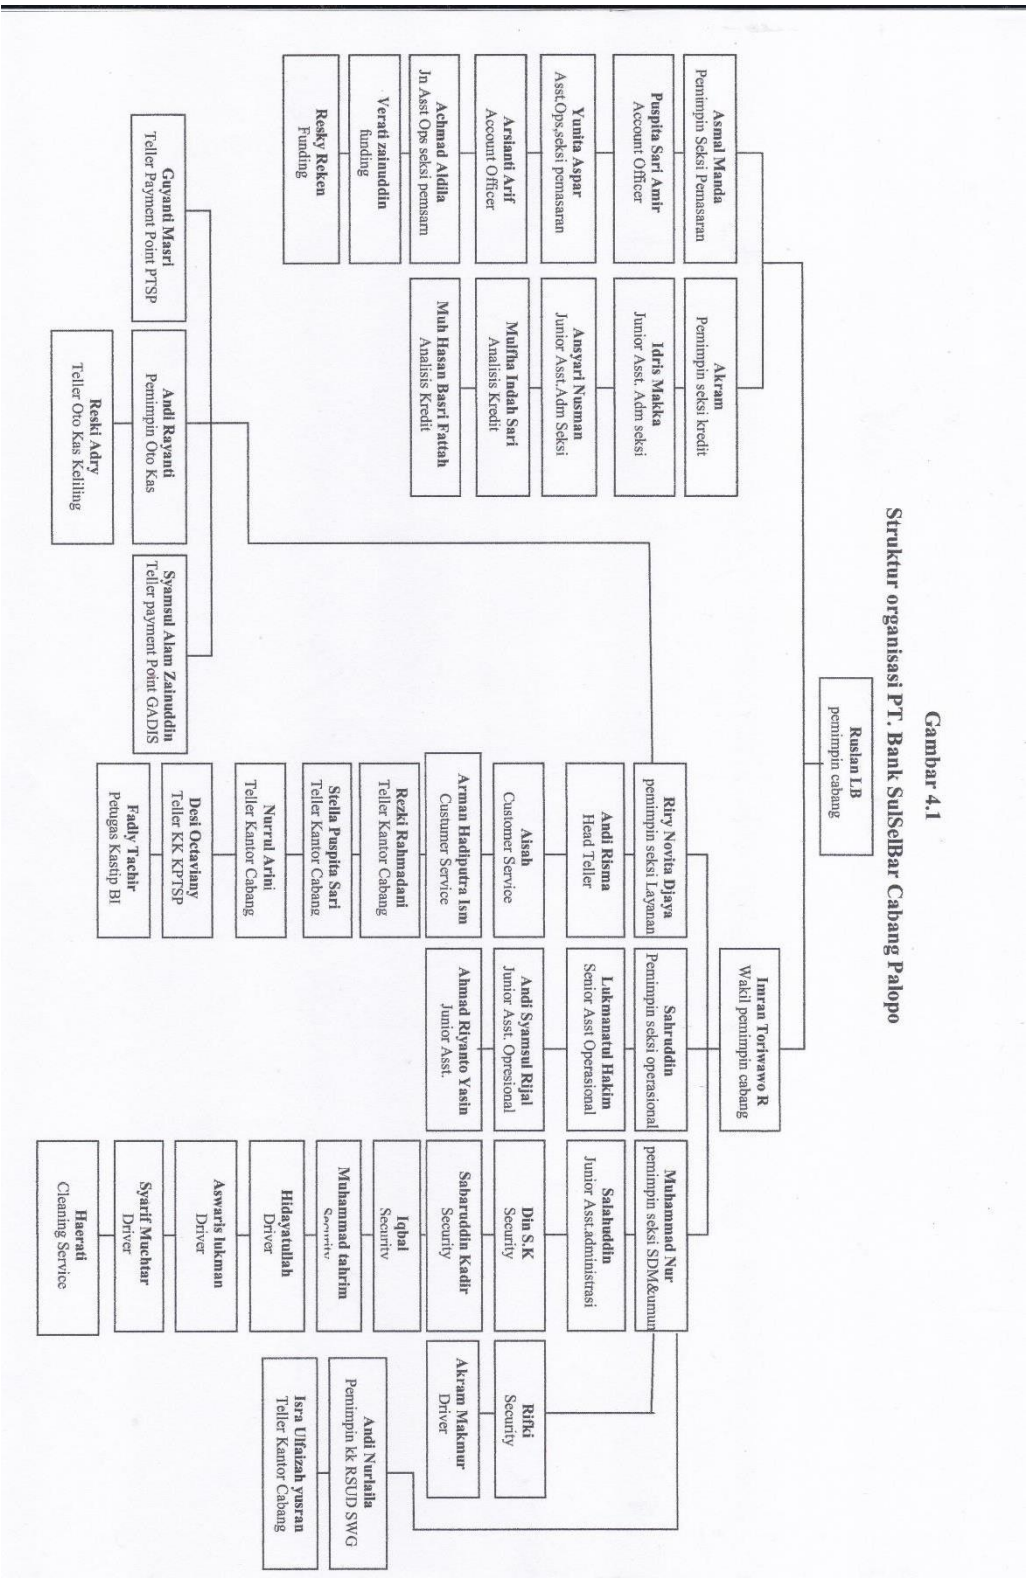 Gambar 4.1
Struktur organisasi PT. Bank SulSelBar Cabang Palopo
Ruslan LB
pemimpin cabang
Imran Toriwawo R
Wakil pemimpin cabang
Asmal Manda
Pemimpin Seksi Pemasaran
Puspita Sari Amir
Account Officer
Yunita Aspar
Asst.Ops,seksi pemasaran
Arsianti Arif
Account Officer
Achmad Aldila
Jn Asst Ops seksi pemsarn
Verati zainuddin
funding
Resky Reken
Funding
Akram
Pemimpin seksi kredit
Idris Makka
Junior Asst. Adm seksi
Ansyari Nusman
Junior Asst.Adm Seksi
Mulfha Indah Sari
Analisis Kredit
Muh Hasan Basri Fattah
Analisis Kredit
Riry Novita Djaya
pemimpin seksi Layanan
Andi Risma
Head Teller
Aisah
Customer Service
Arman Hadiputra Ism
Custumer Service
Rezki Rahmadani
Teller Kantor Cabang
Stella Puspita Sari
Teller Kantor Cabang
Nurrul Arini
Teller Kantor Cabang
Desi Octaviany
Teller KK KPTSP
Fadly Tachir
Petugas Kastip BI
Sahruddin
Pemimpin seksi operasional
Lukmanatul Hakim
Senior Asst Operasional
Andi Syamsul Rijal
Junior Asst. Opresional
Ahmad Riyanto Yasin
Junior Asst.
Muhammad Nur
pemimpin seksi SDM&umun
Salahuddin
Junior Asst.administrasi
Din S.K
Security
Sabaruddin Kadir
Security
Iqbal
Security
Muhammad tahrim
Security
Hidayatullah
Driver
Aswaris lukman
Driver
Syarif Muchtar
Driver
Haerati
Cleaning Service
Rifki
Security
Akram Makmur
Driver
Andi Nurlaila
Pemimpin kk RSUD SWG
Isra Ulfaizah yusran
Teller Kantor Cabang
Guyanti Masri
Teller Payment Point PTSP
Andi Rayanti
Pemimpin Oto Kas
Syamsul Alam Zainuddin
Teller payment Point GADIS
Reski Adry
Teller Oto Kas Keliling